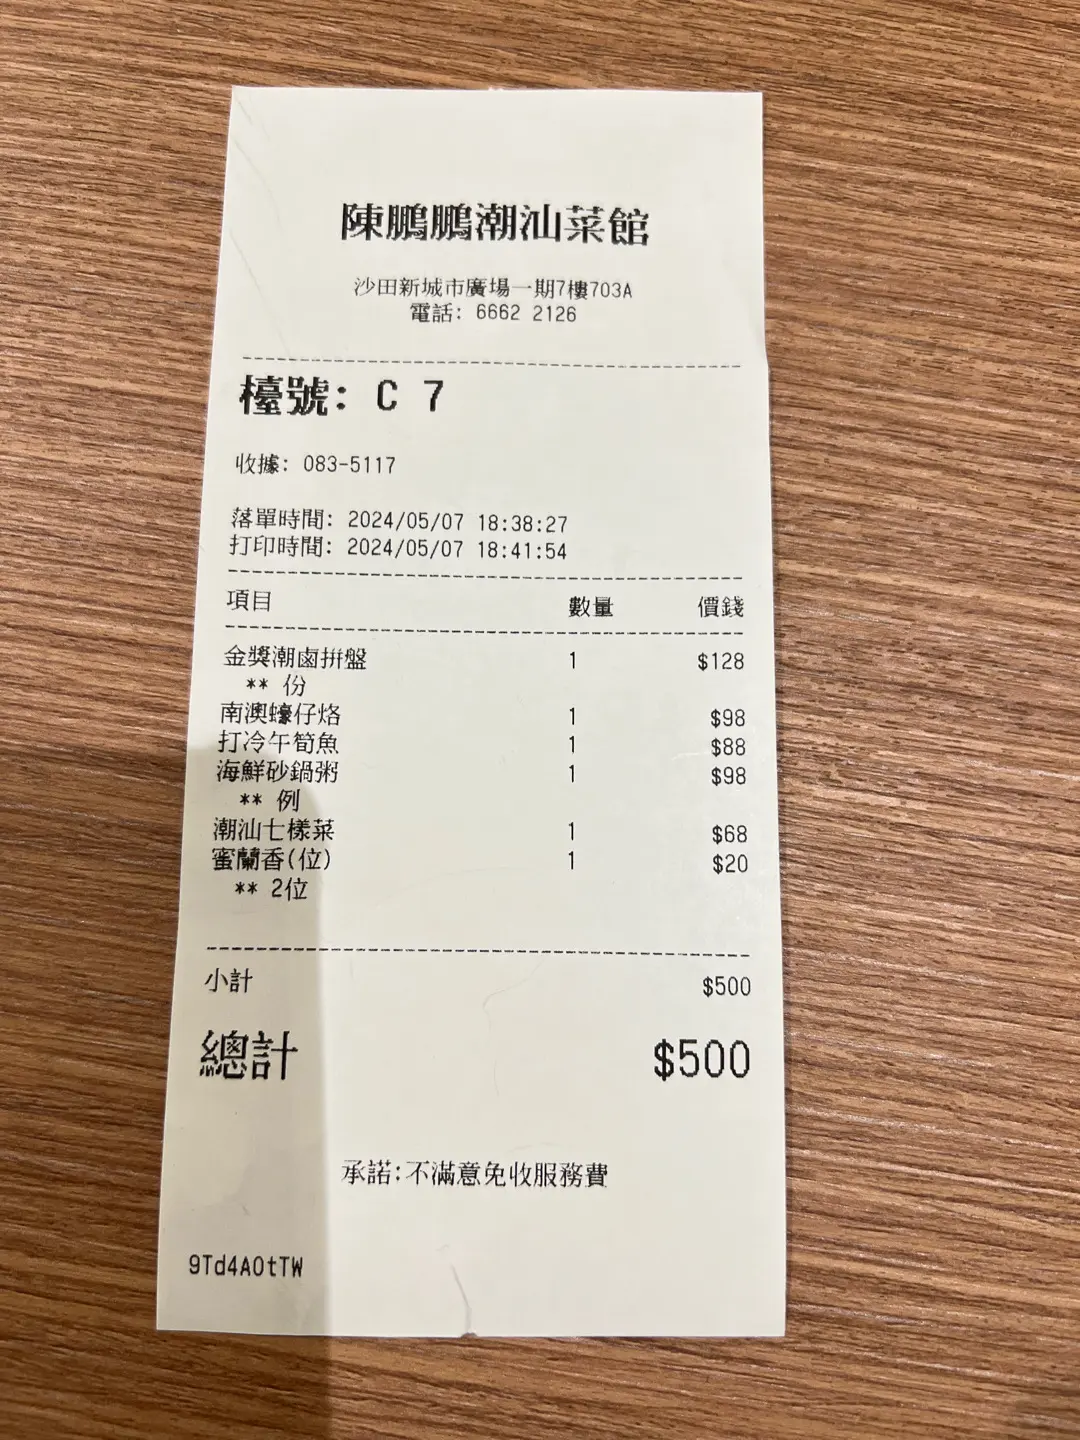 陳鵬鵬潮汕菜館
沙田新城市廣場一期7樓703A
電話: 6662 2126
檯號: C 7
收據: 083-5117
落單時間: 2024/05/07 18:38:27
打印時間: 2024/05/07 18:41:54
項目 數量 價錢
金獎潮鹵拼盤 1 $128
** 份
南澳蠔仔烙 1 $98
打冷午筍魚 1 $88
海鮮砂鍋粥 1 $98
** 例
潮汕七樣菜 1 $68
蜜蘭香(位) 1 $20
** 2位
小計 $500
總計 $500
承諾:不滿意免收服務費
9Td4A0tTW